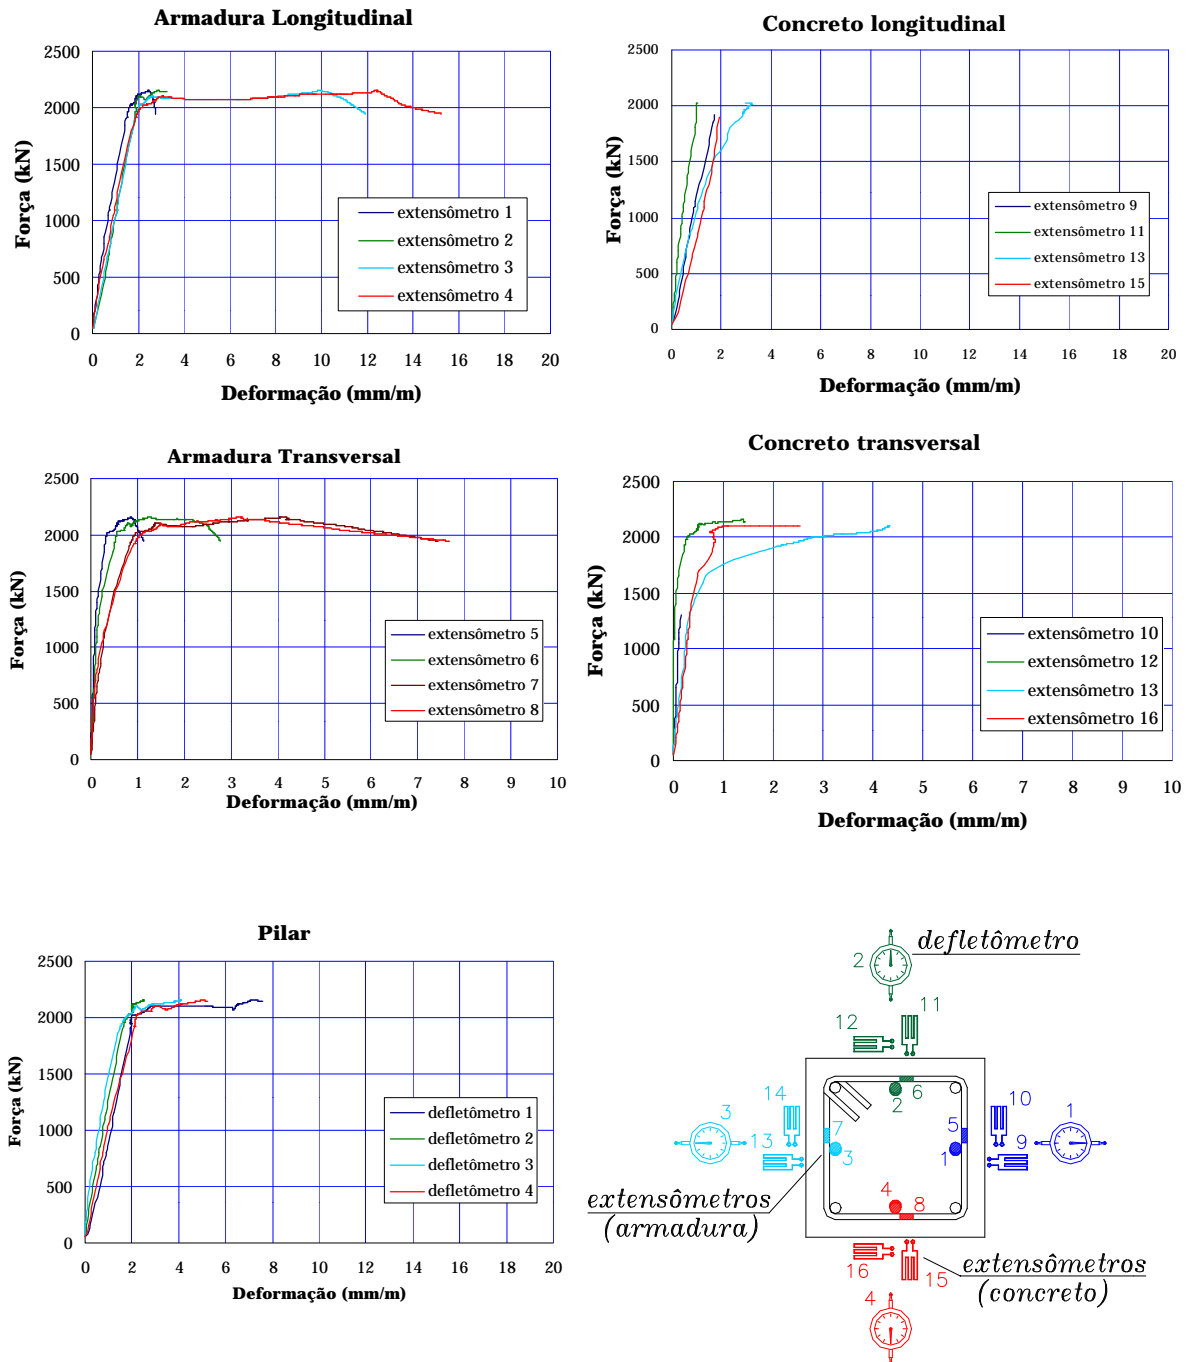 Armadura Longitudinal
2500
2000
1500
1000
500
0
Força (kN)
extensômetro 1
extensômetro 2
extensômetro 3
extensômetro 4
0 2 4 6 8 10 12 14 16 18 20
Deformação (mm/m)
Concreto longitudinal
2500
2000
1500
1000
500
0
Força (kN)
extensômetro 9
extensômetro 11
extensômetro 13
extensômetro 15
0 2 4 6 8 10 12 14 16 18 20
Deformação (mm/m)
Armadura Transversal
2500
2000
1500
1000
500
0
Força (kN)
extensômetro 5
extensômetro 6
extensômetro 7
extensômetro 8
0 1 2 3 4 5 6 7 8 9 10
Deformação (mm/m)
Concreto transversal
2500
2000
1500
1000
500
0
Força (kN)
extensômetro 10
extensômetro 12
extensômetro 13
extensômetro 16
0 1 2 3 4 5 6 7 8 9 10
Deformação (mm/m)
Pilar
2500
2000
1500
1000
500
0
Força (kN)
defletômetro 1
defletômetro 2
defletômetro 3
defletômetro 4
0 2 4 6 8 10 12 14 16 18 20
Deformação (mm/m)
defletômetro
2
11
12
14
2 6
10
3
7
5
1
13
3
1
9
4
8
extensômetros
(armadura)
16
15
extensômetros
(concreto)
4